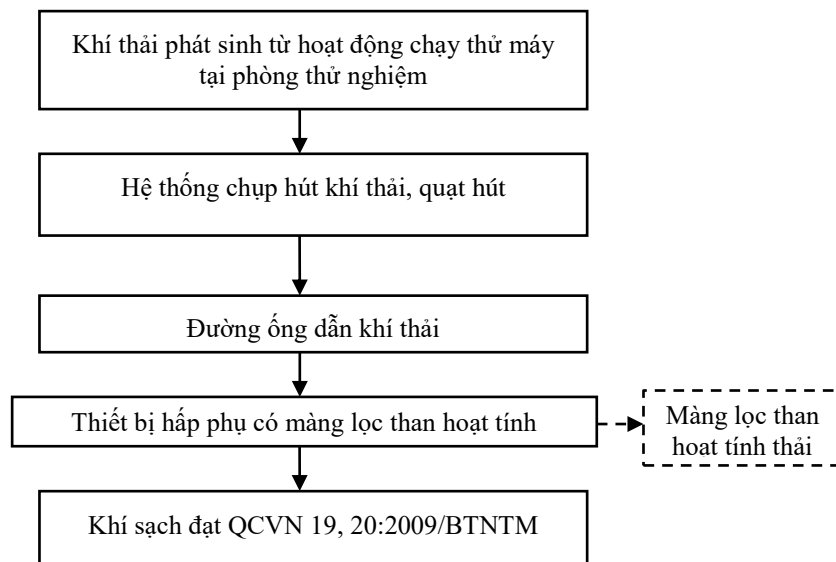 Khí thải phát sinh từ hoạt động chạy thử máy
tại phòng thử nghiệm
Hệ thống chụp hút khí thải, quạt hút
Đường ống dẫn khí thải
Thiết bị hấp phụ có màng lọc than hoạt tính
Màng lọc than
hoạt tính thải
Khí sạch đạt QCVN 19, 20:2009/BTNTM